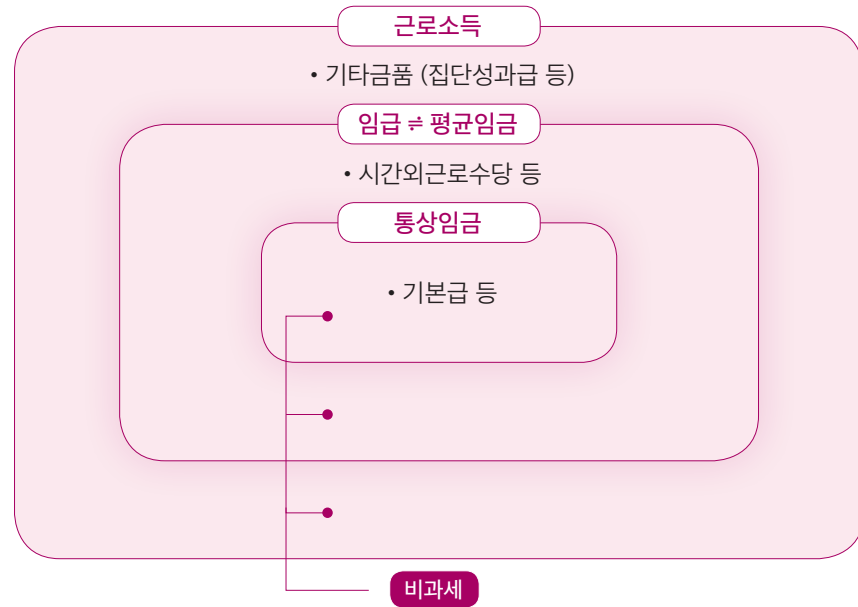 근로소득
• 기타금품 (집단성과급 등)
임급 ≓ 평균임금
• 시간외근로수당 등
통상임금
• 기본급 등
비과세